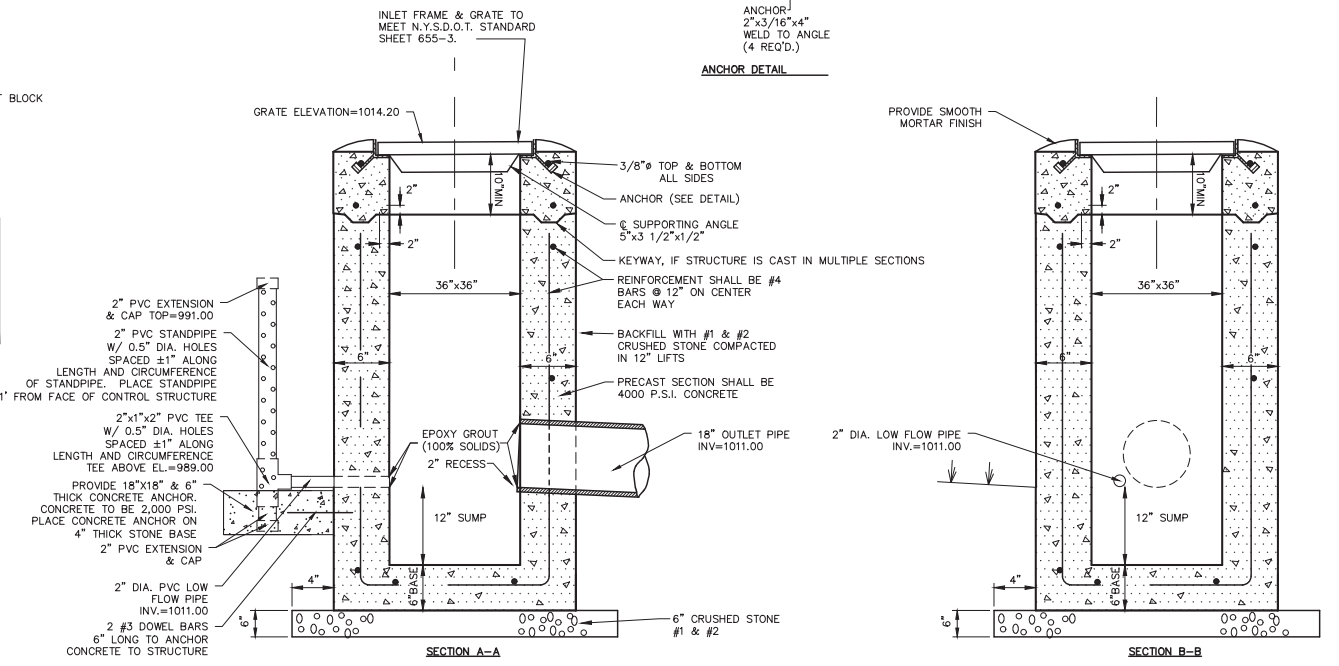 INLET FRAME & GRATE TO
MEET N.Y.S.D.O.T. STANDARD
SHEET 655-3.
ANCHOR
2"x3/16"x4"
WELD TO ANGLE
(4 REQ'D.)
ANCHOR DETAIL
T BLOCK
GRATE ELEVATION=1014.20
10"MIN
2"
2"
3/8"ø TOP & BOTTOM
ALL SIDES
ANCHOR (SEE DETAIL)
℄ SUPPORTING ANGLE
5"x3 1/2"x1/2"
KEYWAY, IF STRUCTURE IS CAST IN MULTIPLE SECTIONS
REINFORCEMENT SHALL BE #4
BARS @ 12" ON CENTER
EACH WAY
36"x36"
BACKFILL WITH #1 & #2
CRUSHED STONE COMPACTED
IN 12" LIFTS
6"
6"
PRECAST SECTION SHALL BE
4000 P.S.I. CONCRETE
2" PVC EXTENSION
& CAP TOP=991.00
2" PVC STANDPIPE
W/ 0.5" DIA. HOLES
SPACED ±1" ALONG
LENGTH AND CIRCUMFERENCE
OF STANDPIPE. PLACE STANDPIPE
1' FROM FACE OF CONTROL STRUCTURE
2"x1"x2" PVC TEE
W/ 0.5" DIA. HOLES
SPACED ±1" ALONG
LENGTH AND CIRCUMFERENCE
TEE ABOVE EL.=989.00
PROVIDE 18"X18" & 6"
THICK CONCRETE ANCHOR.
CONCRETE TO BE 2,000 PSI.
PLACE CONCRETE ANCHOR ON
4" THICK STONE BASE
2" PVC EXTENSION
& CAP
2" DIA. PVC LOW
FLOW PIPE
INV.=1011.00
2 #3 DOWEL BARS
6" LONG TO ANCHOR
CONCRETE TO STRUCTURE
EPOXY GROUT
(100% SOLIDS)
2" RECESS
18" OUTLET PIPE
INV=1011.00
12" SUMP
6"BASE
4"
6"
6" CRUSHED STONE
#1 & #2
SECTION A-A
PROVIDE SMOOTH
MORTAR FINISH
10"MIN
2"
2"
36"x36"
6"
6"
2" DIA. LOW FLOW PIPE
INV.=1011.00
12" SUMP
6"BASE
4"
6"
SECTION B-B